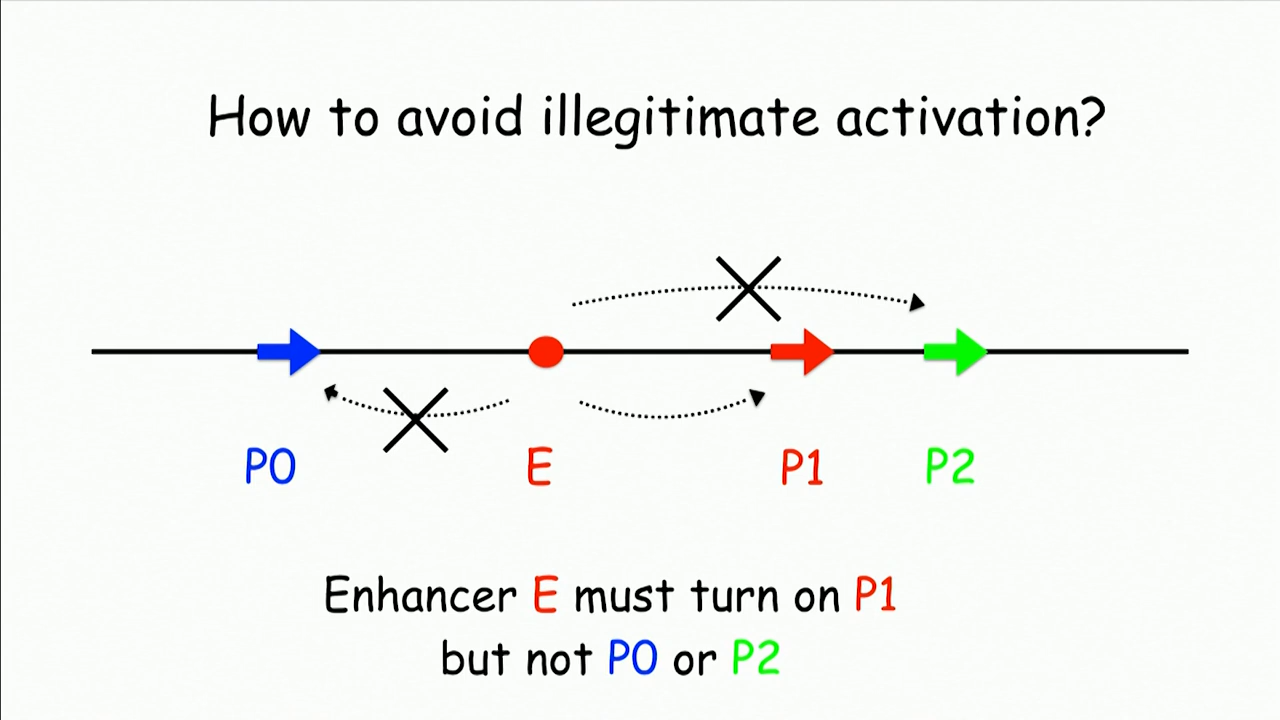 How to avoid illegitimate activation?
P0 E P1 P2
Enhancer E must turn on P1
but not P0 or P2